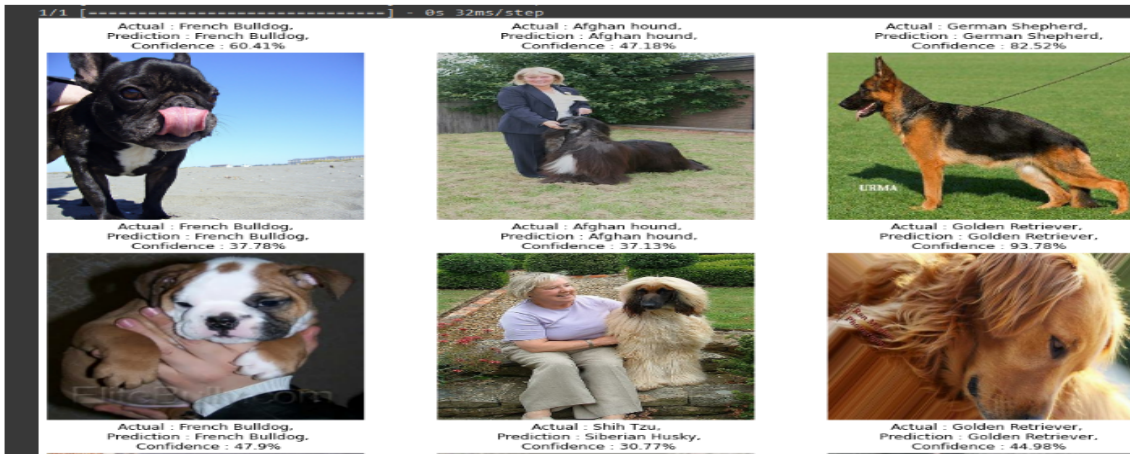 1/1 [==============================] - 0s 32ms/step
Actual : French Bulldog,
Prediction : French Bulldog,
Confidence : 60.41%
Actual : Afghan hound,
Prediction : Afghan hound,
Confidence : 47.18%
Actual : German Shepherd,
Prediction : German Shepherd,
Confidence : 82.52%
URMA
Actual : French Bulldog,
Prediction : French Bulldog,
Confidence : 37.78%
Actual : Afghan hound,
Prediction : Afghan hound,
Confidence : 37.13%
Actual : Golden Retriever,
Prediction : Golden Retriever,
Confidence : 93.78%
Actual : French Bulldog,
Prediction : French Bulldog,
Confidence : 47.9%
Actual : Shih Tzu,
Prediction : Siberian Husky,
Confidence : 30.77%
Actual : Golden Retriever,
Prediction : Golden Retriever,
Confidence : 44.98%